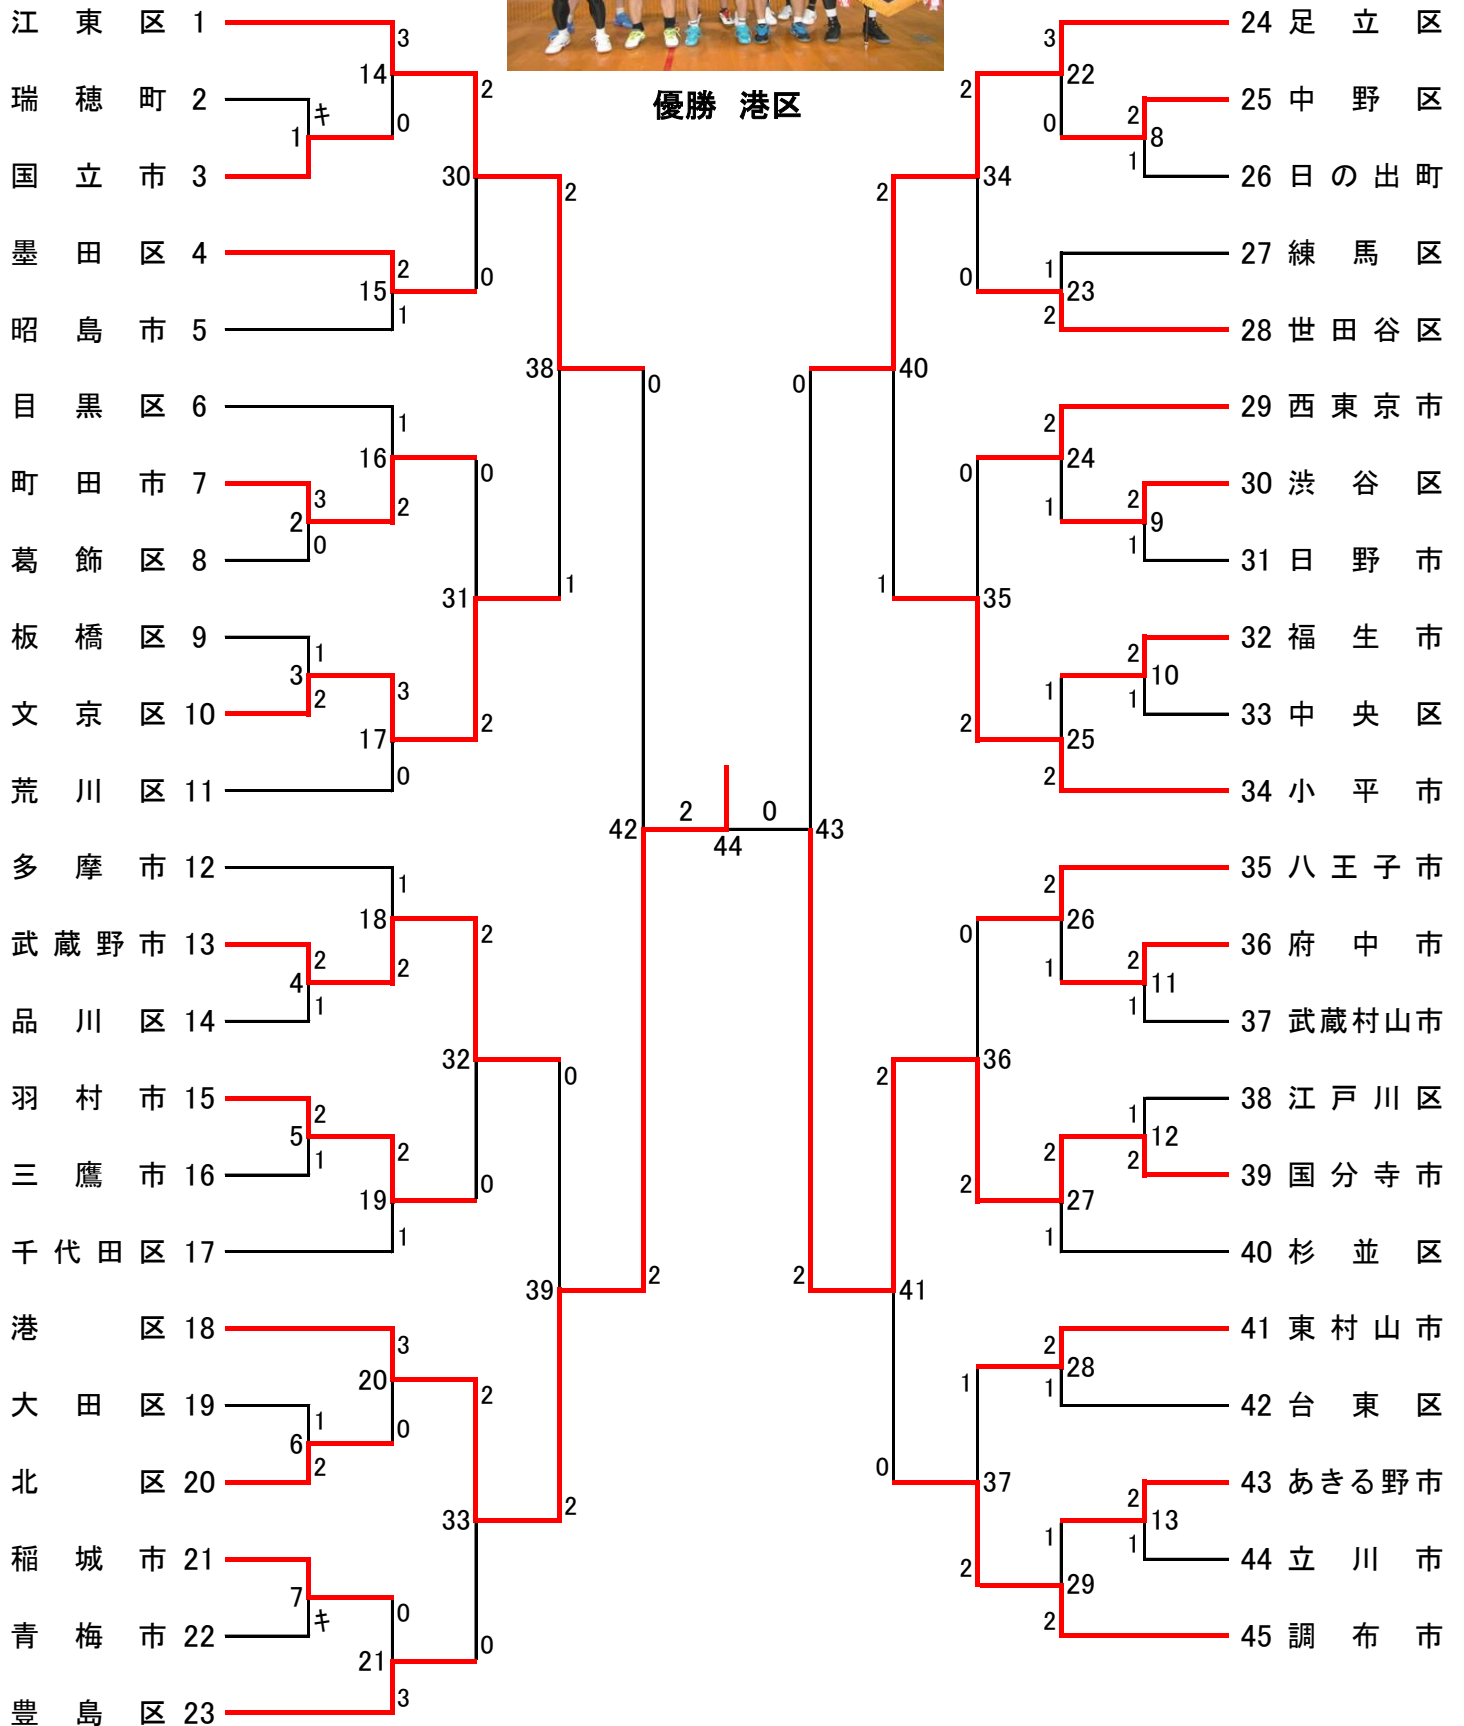 優勝 港区
江東区 1
瑞穂町 2
国立市 3
墨田区 4
昭島市 5
目黒区 6
町田市 7
葛飾区 8
板橋区 9
文京区 10
荒川区 11
多摩市 12
武蔵野市 13
品川区 14
羽村市 15
三鷹市 16
千代田区 17
港区 18
大田区 19
北区 20
稲城市 21
青梅市 22
豊島区 23
1 キ
2 3 0
3 1 2
4 2 1
5 2 1
6 1 2
7 キ
14 3 0
15 2 1
16 1 2
17 3 0
18 1 2
19 2 1
20 3 0
21 0 3
30 2 0
31 0 2
32 2 0
33 2 0
38 2 1
39 0 2
42 0 2
44 2 0
43 0 2
40 2 1
41 2 0
34 2 0
35 0 2
36 0 2
37 1 2
22 3 0
23 1 2
24 2 1
25 1 2
26 2 1
27 2 1
28 2 1
29 1 2
8 2 1
9 2 1
10 2 1
11 2 1
12 1 2
13 2 1
24 足立区
25 中野区
26 日の出町
27 練馬区
28 世田谷区
29 西東京市
30 渋谷区
31 日野市
32 福生市
33 中央区
34 小平市
35 八王子市
36 府中市
37 武蔵村山市
38 江戸川区
39 国分寺市
40 杉並区
41 東村山市
42 台東区
43 あきる野市
44 立川市
45 調布市